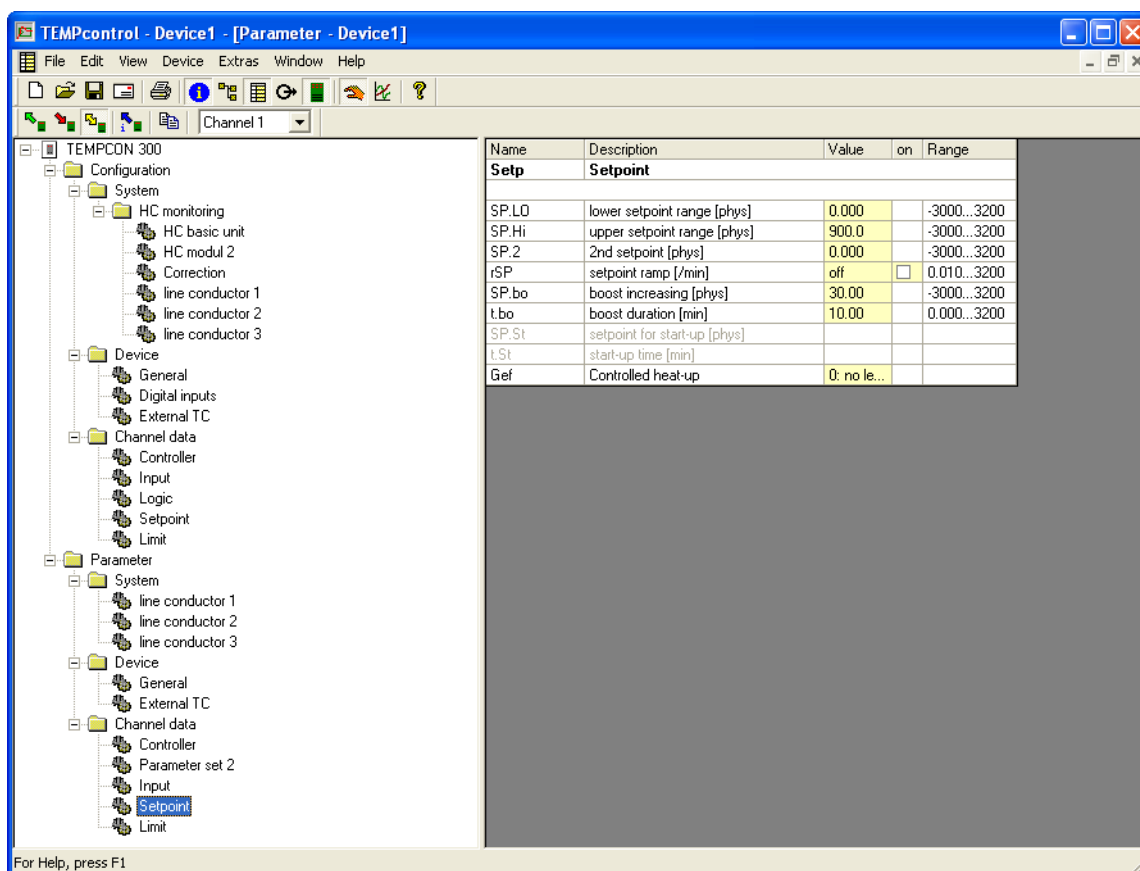 TEMPcontrol - Device1 - [Parameter - Device1]
File Edit View Device Extras Window Help
Channel 1
TEMPCON 300
Configuration
System
HC monitoring
HC basic unit
HC modul 2
Correction
line conductor 1
line conductor 2
line conductor 3
Device
General
Digital inputs
External TC
Channel data
Controller
Input
Logic
Setpoint
Limit
Parameter
System
line conductor 1
line conductor 2
line conductor 3
Device
General
External TC
Channel data
Controller
Parameter set 2
Input
Setpoint
Limit
Name Description Value on Range
Setp Setpoint
SP.LO lower setpoint range [phys] 0.000 -3000...3200
SP.Hi upper setpoint range [phys] 900.0 -3000...3200
SP.2 2nd setpoint [phys] 0.000 -3000...3200
rSP setpoint ramp [/min] off 0.010...3200
SP.bo boost increasing [phys] 30.00 -3000...3200
t.bo boost duration [min] 10.00 0.000...3200
SP.St setpoint for start-up [phys]
t.St start-up time [min]
Gef Controlled heat-up 0: no le...
For Help, press F1